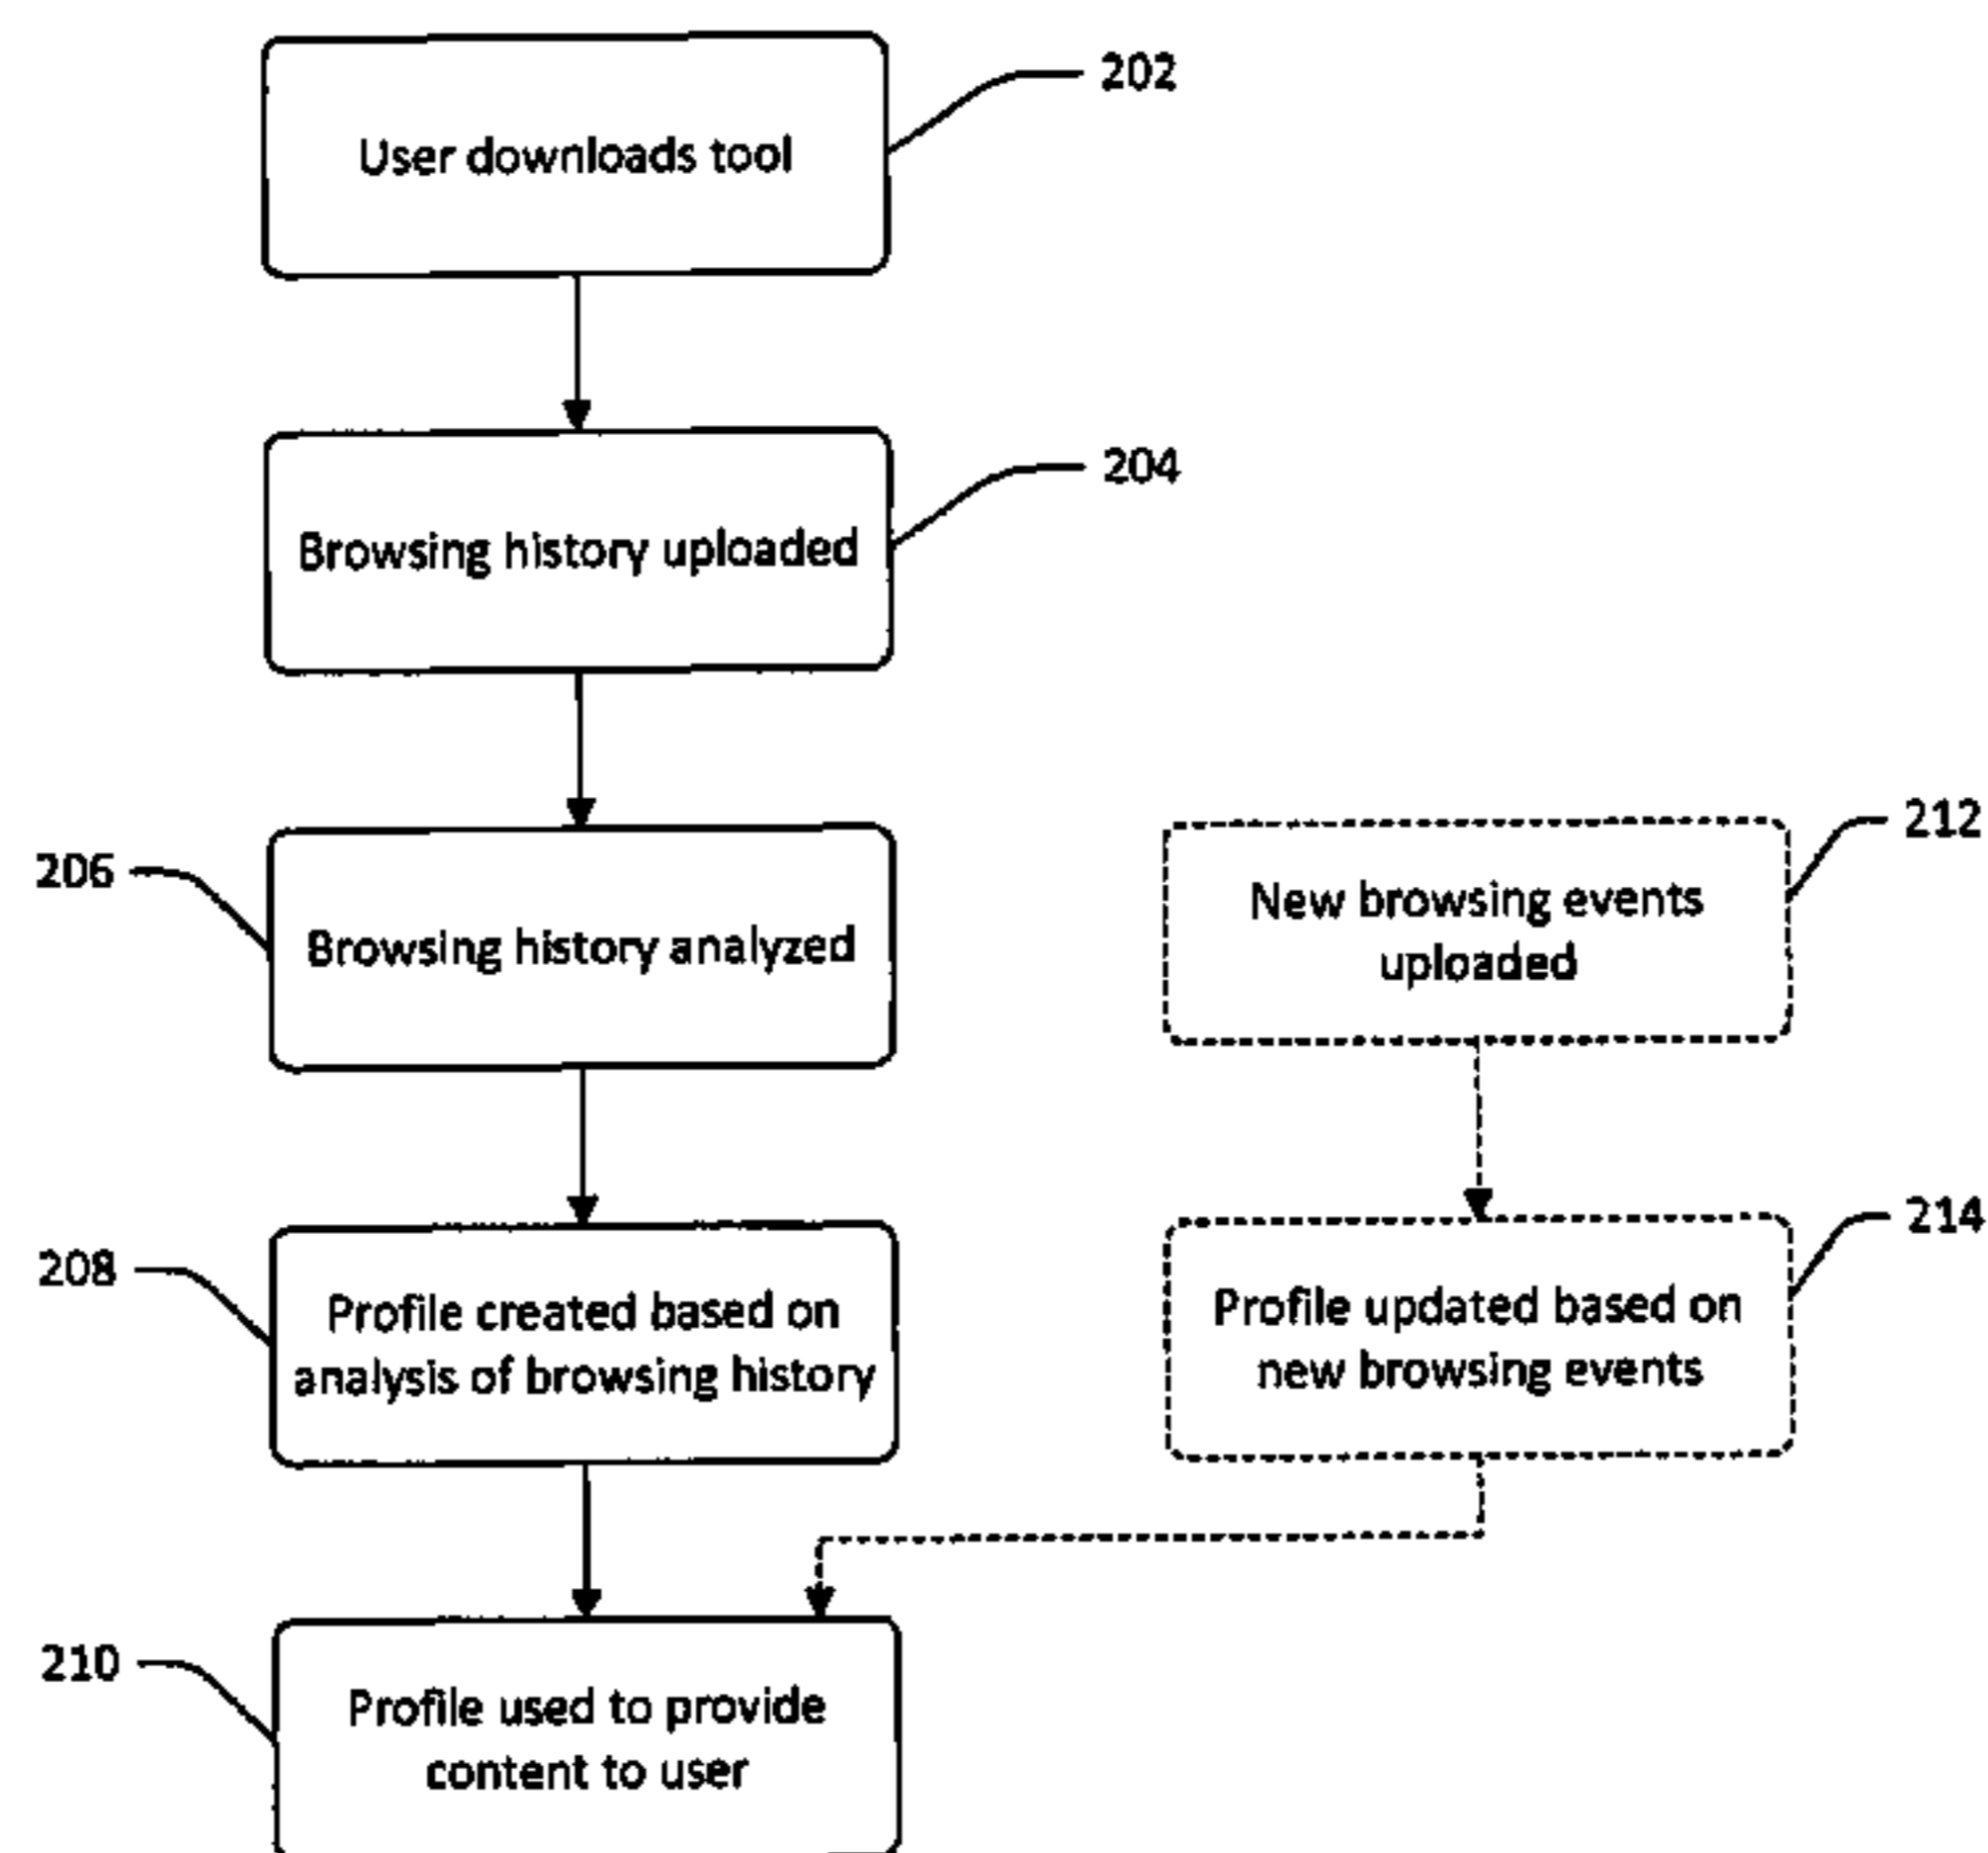 202
User downloads tool
204
Browsing history uploaded
206
Browsing history analyzed
212
New browsing events
uploaded
208
Profile created based on
analysis of browsing history
214
Profile updated based on
new browsing events
210
Profile used to provide
content to user